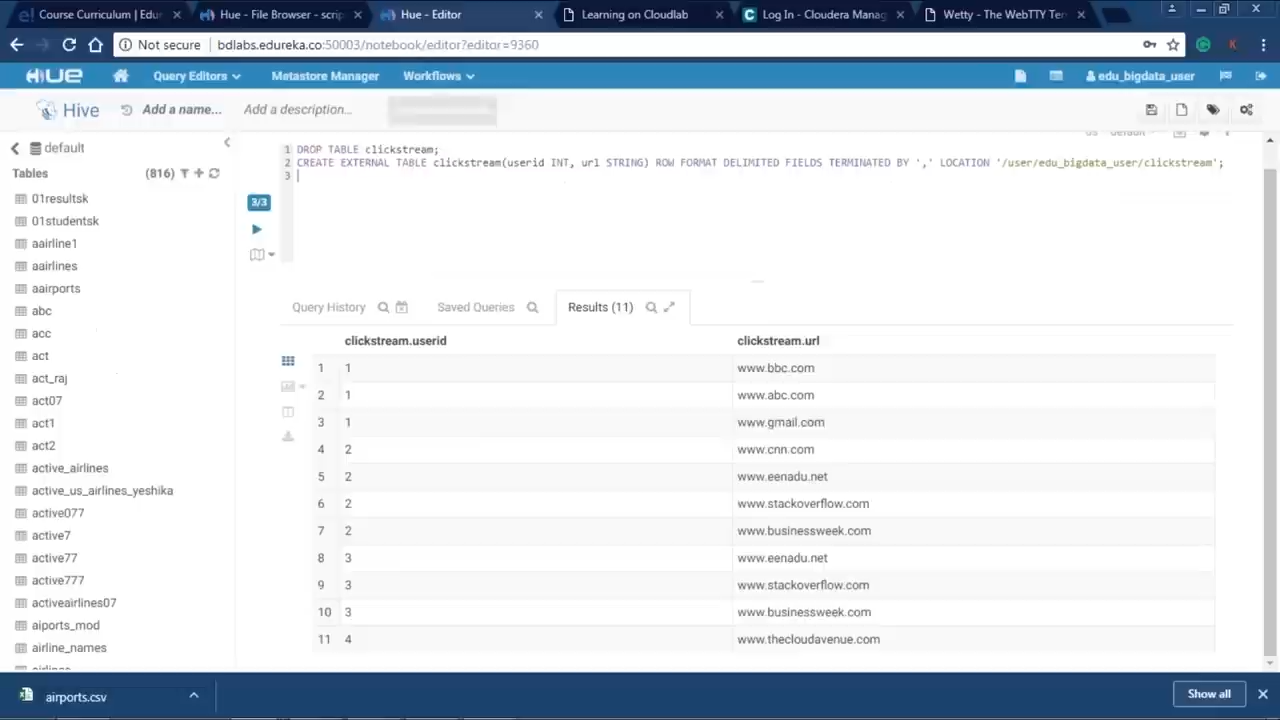 Course Curriculum | Edur
Hue - File Browser - scrip
Hue - Editor
Learning on Cloudlab
Log In - Cloudera Manag
Wetty - The WebTTY Ter
Not secure
bdlabs.edureka.co:50003/notebook/editor?editor=9360
K
HUE
Query Editors
Metastore Manager
Workflows
edu_bigdata_user
Hive
Add a name...
Add a description...
default
Tables
(816)
01resultsk
01studentsk
aairline1
aairlines
aairports
abc
acc
act
act_raj
act07
act1
act2
active_airlines
active_us_airlines_yeshika
active077
active7
active77
active777
activeairlines07
aiports_mod
airline_names
airlines
default
1 DROP TABLE clickstream;
2 CREATE EXTERNAL TABLE clickstream(userid INT, url STRING) ROW FORMAT DELIMITED FIELDS TERMINATED BY ',' LOCATION '/user/edu_bigdata_user/clickstream';
3
3/3
Query History
Saved Queries
Results (11)
clickstream.userid clickstream.url
1 1 www.bbc.com
2 1 www.abc.com
3 1 www.gmail.com
4 2 www.cnn.com
5 2 www.eenadu.net
6 2 www.stackoverflow.com
7 2 www.businessweek.com
8 3 www.eenadu.net
9 3 www.stackoverflow.com
10 3 www.businessweek.com
11 4 www.thecloudavenue.com
airports.csv
Show all